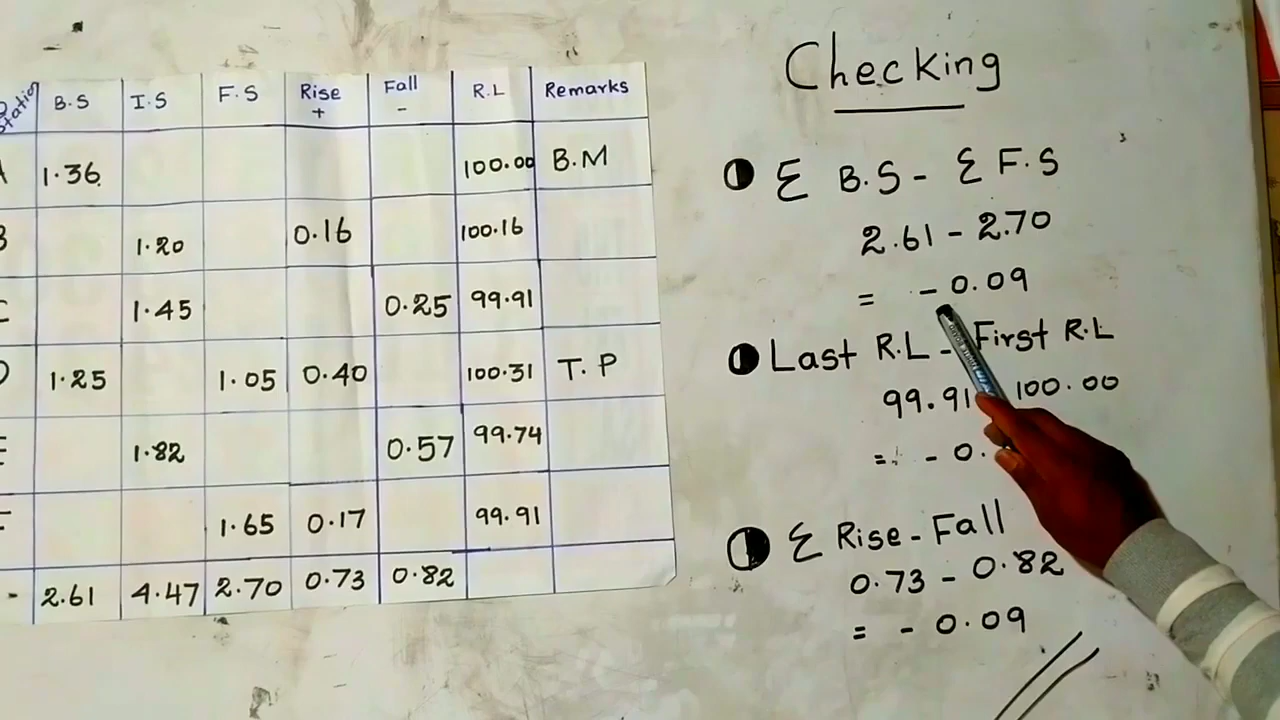 Station B.S I.S F.S Rise + Fall - R.L Remarks
A 1.36 100.00 B.M
B 1.20 0.16 100.16
C 1.45 0.25 99.91
D 1.25 1.05 0.40 100.31 T.P
E 1.82 0.57 99.74
F 1.65 0.17 99.91
- 2.61 4.47 2.70 0.73 0.82
Checking
Σ B.S - Σ F.S
2.61 - 2.70
= - 0.09
Last R.L - First R.L
99.91 100.00
= - 0.
Σ Rise - Fall
0.73 - 0.82
= - 0.09